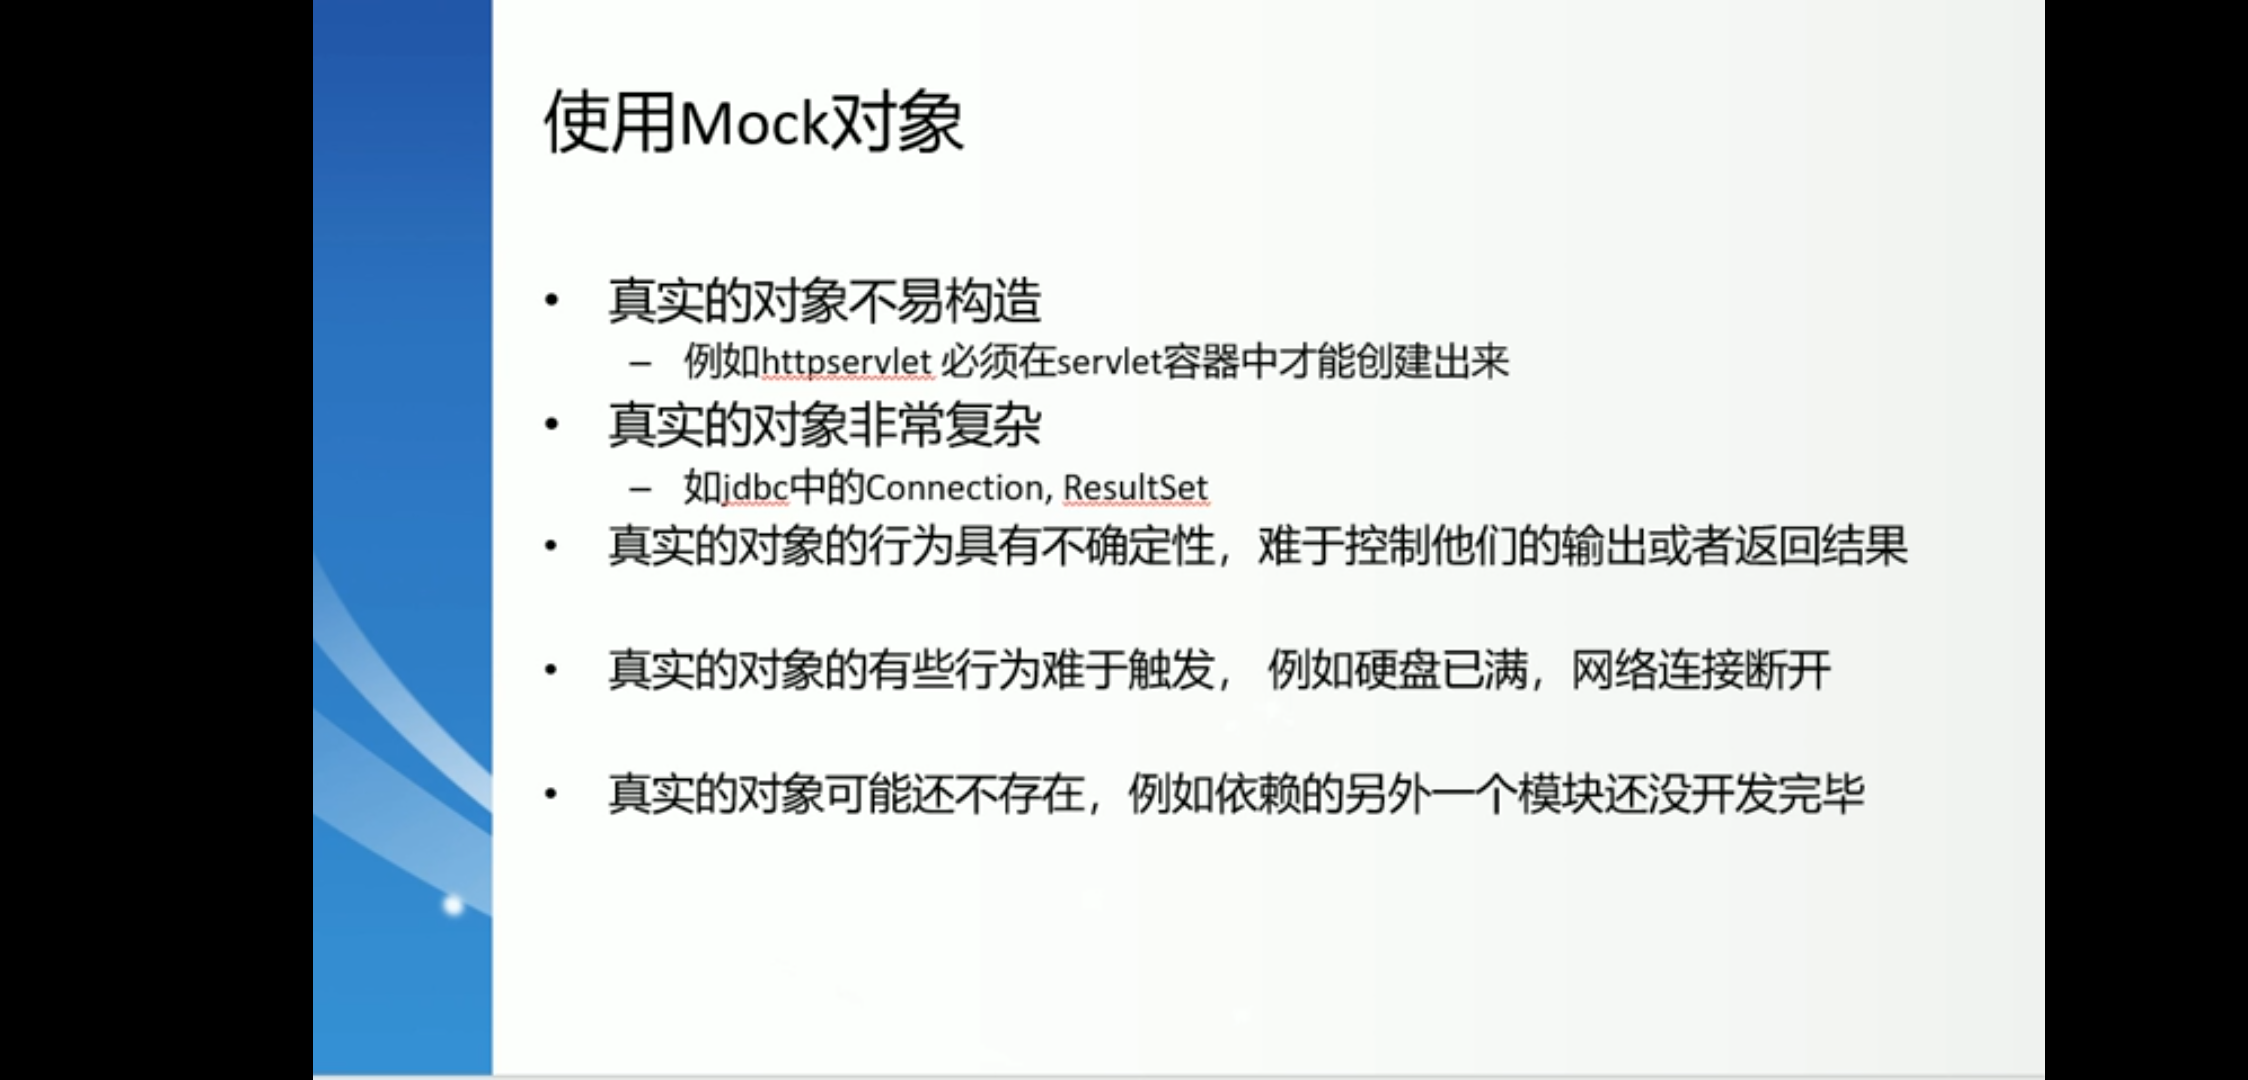 使用Mock对象
• 真实的对象不易构造
– 例如httpservlet 必须在servlet容器中才能创建出来
• 真实的对象非常复杂
– 如jdbc中的Connection, ResultSet
• 真实的对象的行为具有不确定性，难于控制他们的输出或者返回结果
• 真实的对象的有些行为难于触发， 例如硬盘已满，网络连接断开
• 真实的对象可能还不存在，例如依赖的另外一个模块还没开发完毕